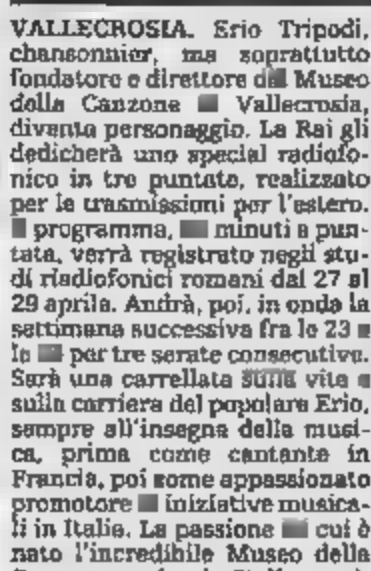 VALLECROSIA. Erio Tripodi,
chansonnier, ma soprattutto
fondatore e direttore del Museo
della Canzone Vallecrosia,
diventa personaggio. La Rai gli
dedicherà uno special radiofo-
nico in tre puntate, realizzato
per le trasmissioni per l'estero.
programma, minuti a pun-
tata, verrà registrato negli stu-
di riadiofonici romani dal 27 al
29 aprile. Andrà, poi, in onda la
settimana successiva fra le 23 e
le per tre serate consecutive.
Sarà una carrellata sulla vita e
sulla carriera del popolare Erio,
sempre all'insegna della musi-
ca, prima come cantante in
Francia, poi come appassionato
promotore iniziative musica-
li in Italia. La passione cui è
nato l'incredibile Museo della